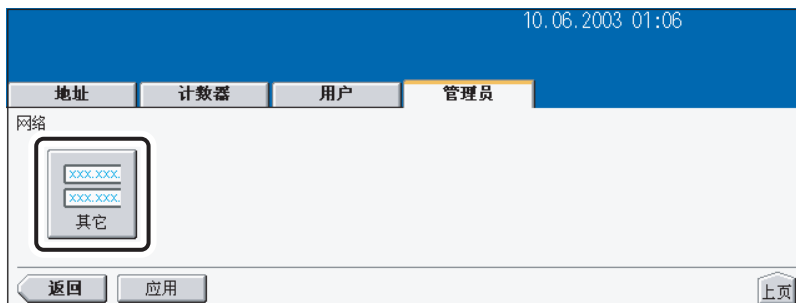 10.06.2003 01:06
地址 计数器 用户 管理员
网络
xxx.xxx.
xxx.xxx.
其它
返回 应用 上页